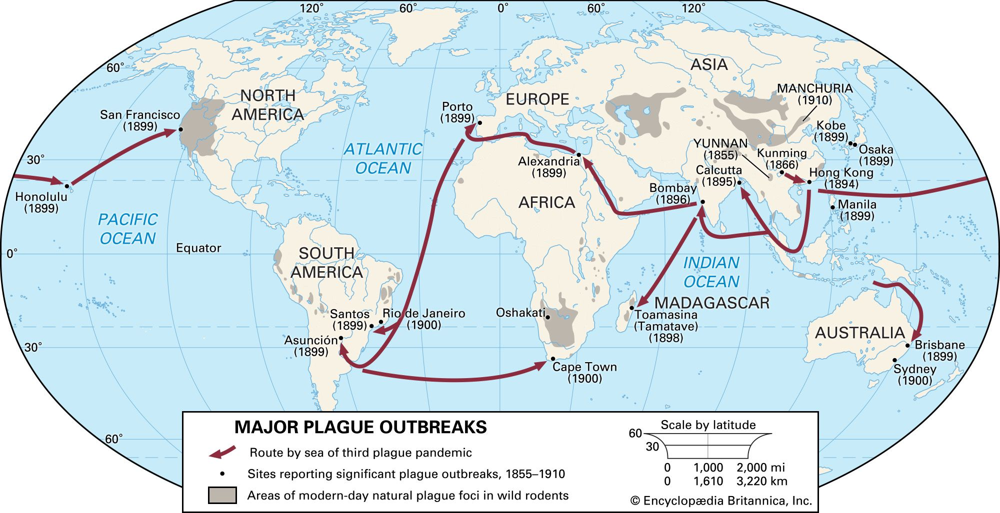 120°
60°
0°
60°
120°
60°
ASIA
NORTH
AMERICA
EUROPE
MANCHURIA
(1910)
San Francisco
(1899)
Porto
(1899)
Kobe
(1899)
YUNNAN
(1855)
Kunming
(1866)
Osaka
(1899)
ATLANTIC
OCEAN
30°
Alexandria
(1899)
Calcutta
(1895)
Hong Kong
(1894)
Honolulu
(1899)
Bombay
(1896)
AFRICA
Manila
(1899)
PACIFIC
OCEAN
Equator
0°
SOUTH
AMERICA
INDIAN
OCEAN
MADAGASCAR
Oshakati
Toamasina
(Tamatave)
(1898)
Santos
(1899)
Rio de Janeiro
(1900)
Asunción
(1899)
30°
AUSTRALIA
Brisbane
(1899)
Cape Town
(1900)
Sydney
(1900)
60°
MAJOR PLAGUE OUTBREAKS
Route by sea of third plague pandemic
Sites reporting significant plague outbreaks, 1855–1910
Areas of modern-day natural plague foci in wild rodents
Scale by latitude
60
30
0 1,000 2,000 mi
0 1,610 3,220 km
© Encyclopædia Britannica, Inc.